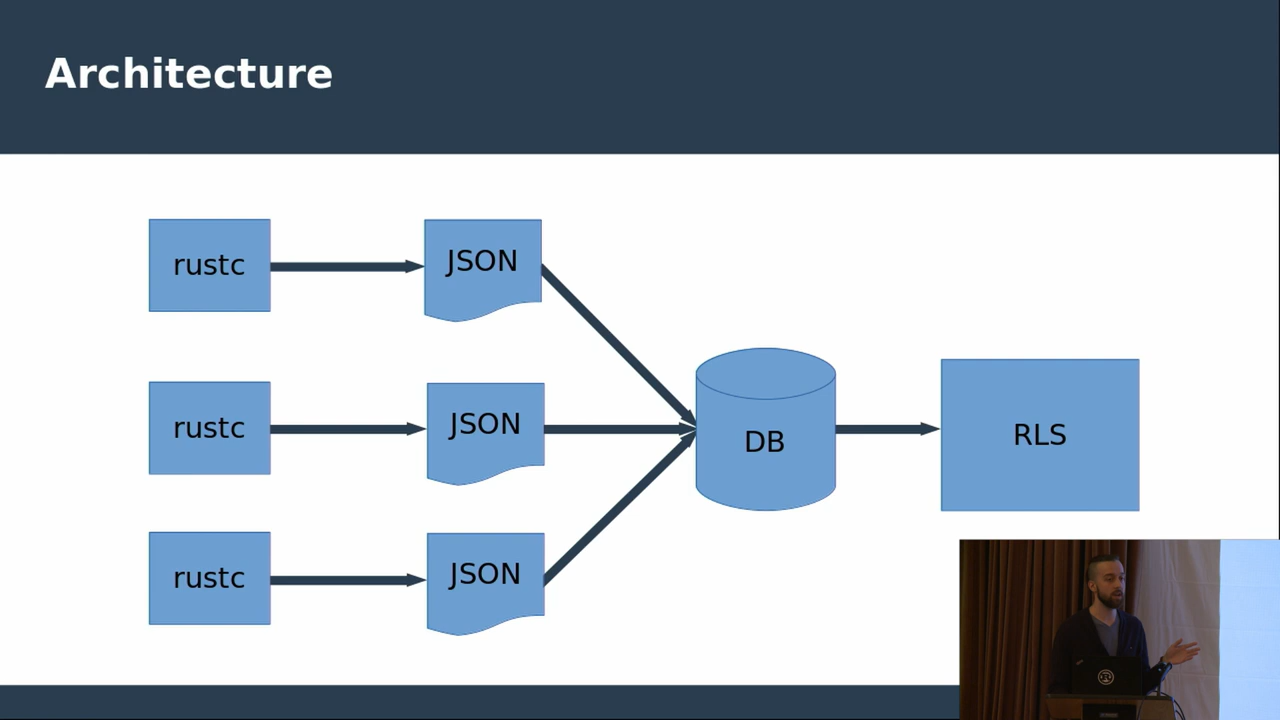 Architecture
rustc
JSON
rustc
JSON
DB
RLS
rustc
JSON